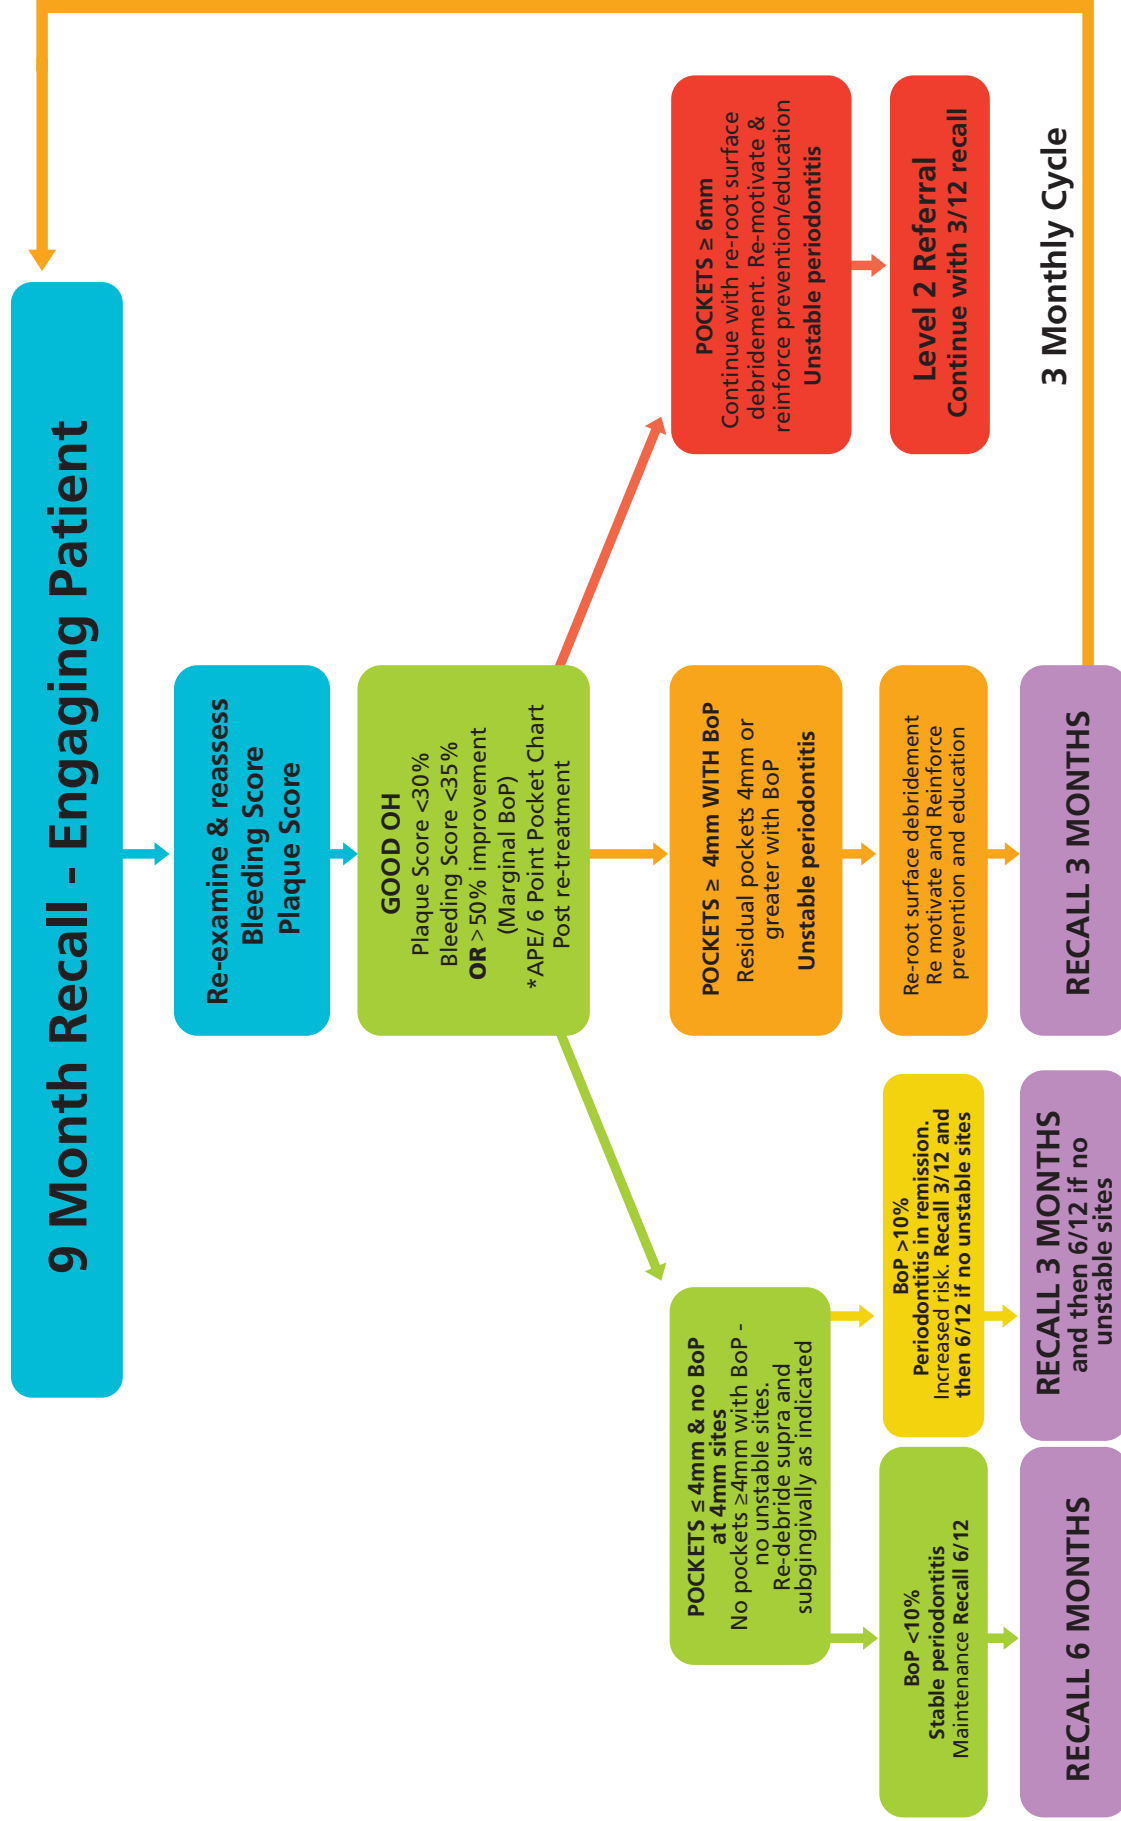 9 Month Recall - Engaging Patient
Re-examine & reassess
Bleeding Score
Plaque Score
GOOD OH
Plaque Score <30%
Bleeding Score <35%
OR >50% improvement
(Marginal BoP)
*APE/ 6 Point Pocket Chart
Post re-treatment
POCKETS ≤ 4mm & no BoP
at 4mm sites
No pockets ≥4mm with BoP -
no unstable sites.
Re-debride supra and
subgingivally as indicated
BoP <10%
Stable periodontitis
Maintenance Recall 6/12
RECALL 6 MONTHS
BoP >10%
Periodontitis in remission.
Increased risk. Recall 3/12 and
then 6/12 if no unstable sites
RECALL 3 MONTHS
and then 6/12 if no
unstable sites
POCKETS ≥ 4mm WITH BoP
Residual pockets 4mm or
greater with BoP
Unstable periodontitis
Re-root surface debridement
Re motivate and Reinforce
prevention and education
RECALL 3 MONTHS
POCKETS ≥ 6mm
Continue with re-root surface
debridement. Re-motivate &
reinforce prevention/education
Unstable periodontitis
Level 2 Referral
Continue with 3/12 recall
3 Monthly Cycle